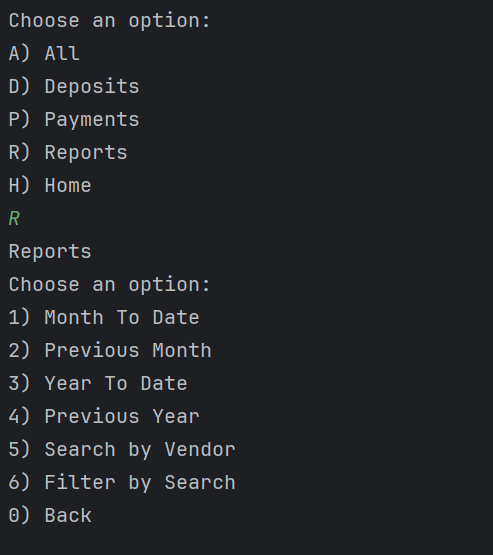 Choose an option:
A) All
D) Deposits
P) Payments
R) Reports
H) Home
R
Reports
Choose an option:
1) Month To Date
2) Previous Month
3) Year To Date
4) Previous Year
5) Search by Vendor
6) Filter by Search
0) Back